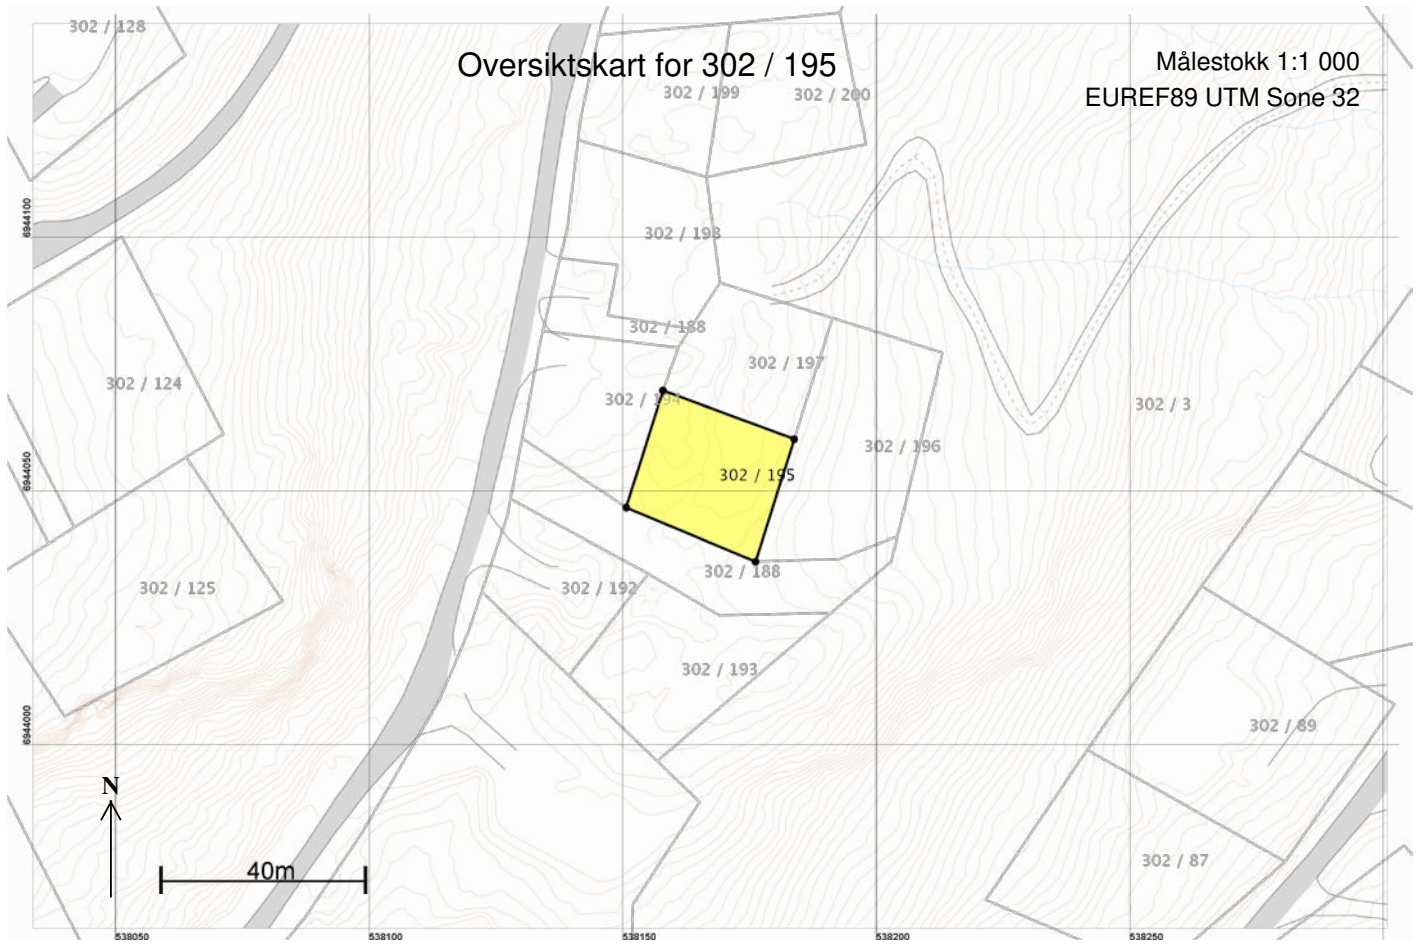 302 / 128
Oversiktskart for 302 / 195
Målestokk 1:1 000
EUREF89 UTM Sone 32
302 / 199
302 / 200
6944100
302 / 198
302 / 188
302 / 197
302 / 124
302 / 194
302 / 3
302 / 196
6944050
302 / 195
302 / 188
302 / 125
302 / 192
302 / 193
6944000
302 / 89
N
302 / 87
40m
538050
538100
538150
538200
538250